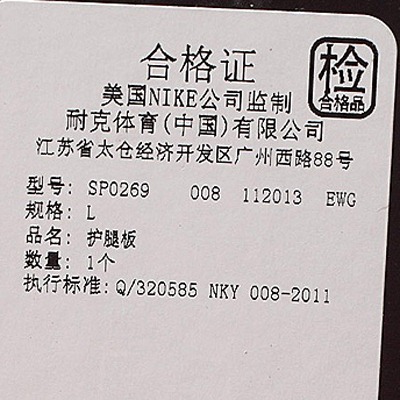 合格证
检
合格品
美国NIKE公司监制
耐克体育(中国)有限公司
江苏省太仓经济开发区广州西路88号
型号: SP0269 008 112013 EWG
规格: L
品名: 护腿板
数量: 1个
执行标准: Q/320585 NKY 008-2011